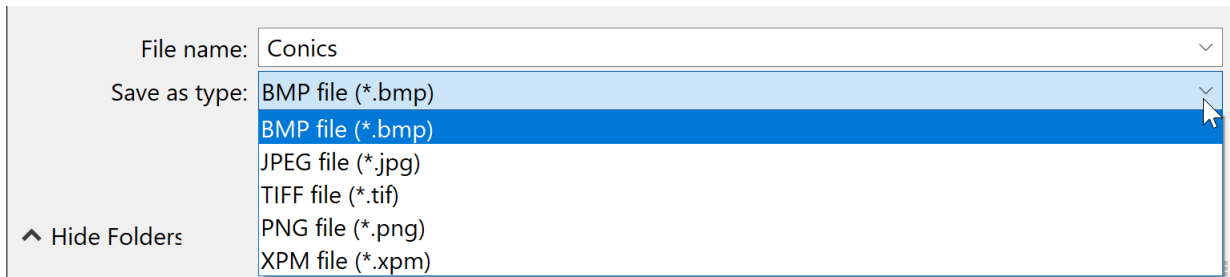 File name: Conics
Save as type: BMP file (*.bmp)
BMP file (*.bmp)
JPEG file (*.jpg)
TIFF file (*.tif)
PNG file (*.png)
XPM file (*.xpm)
Hide Folders